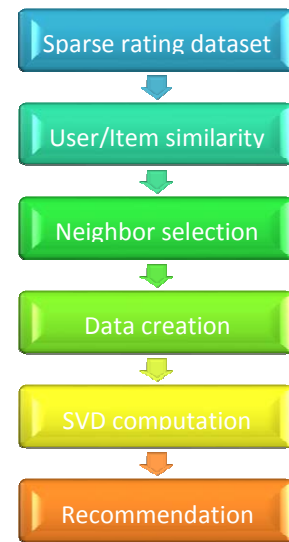 Sparse rating dataset
User/Item similarity
Neighbor selection
Data creation
SVD computation
Recommendation